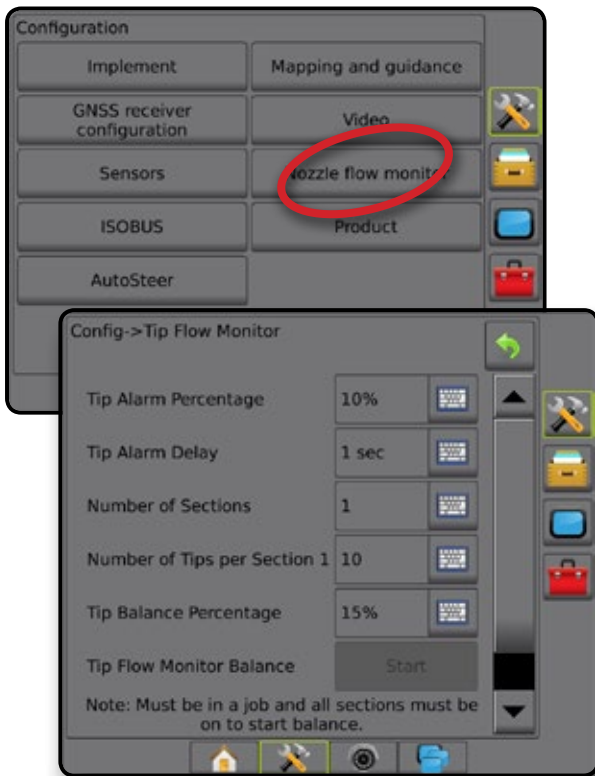 Configuration
Implement
Mapping and guidance
GNSS receiver
configuration
Video
Sensors
Nozzle flow monitor
ISOBUS
Product
AutoSteer
Config->Tip Flow Monitor
Tip Alarm Percentage
10%
Tip Alarm Delay
1 sec
Number of Sections
1
Number of Tips per Section 1
10
Tip Balance Percentage
15%
Tip Flow Monitor Balance
Start
Note: Must be in a job and all sections must be
on to start balance.